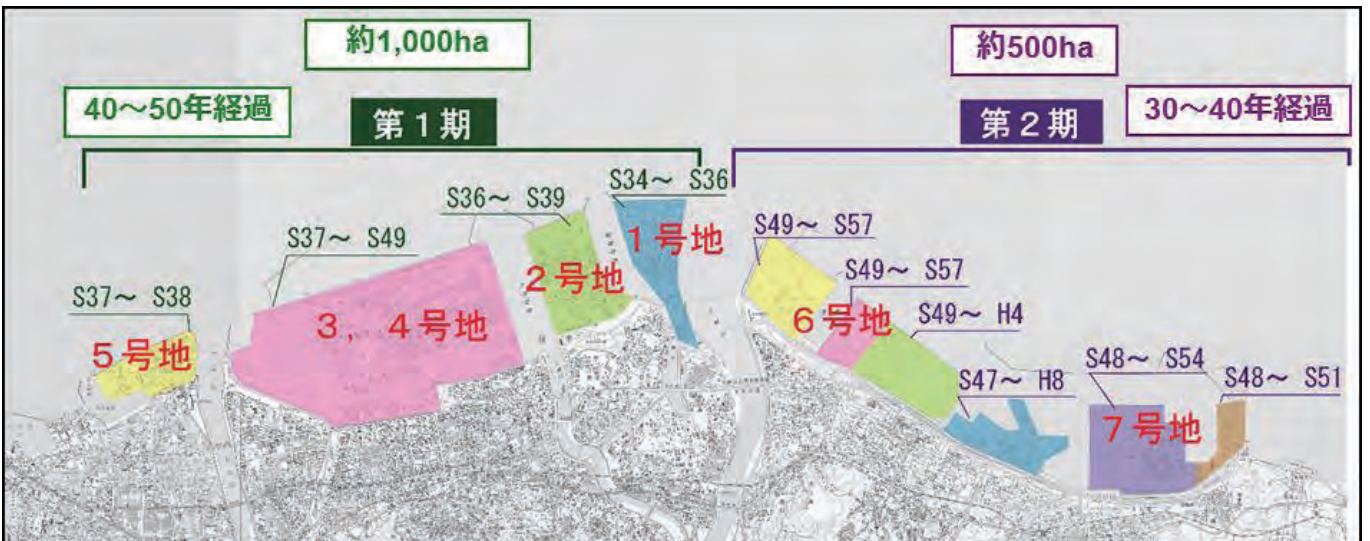 約1,000ha
約500ha
40～50年経過
第１期
第２期
30～40年経過
S34～ S36
S36～ S39
S37～ S49
S37～ S38
１号地
２号地
３，４号地
５号地
S49～ S57
S49～ S57
６号地
S49～ H4
S47～ H8
S48～ S54
S48～ S51
７号地